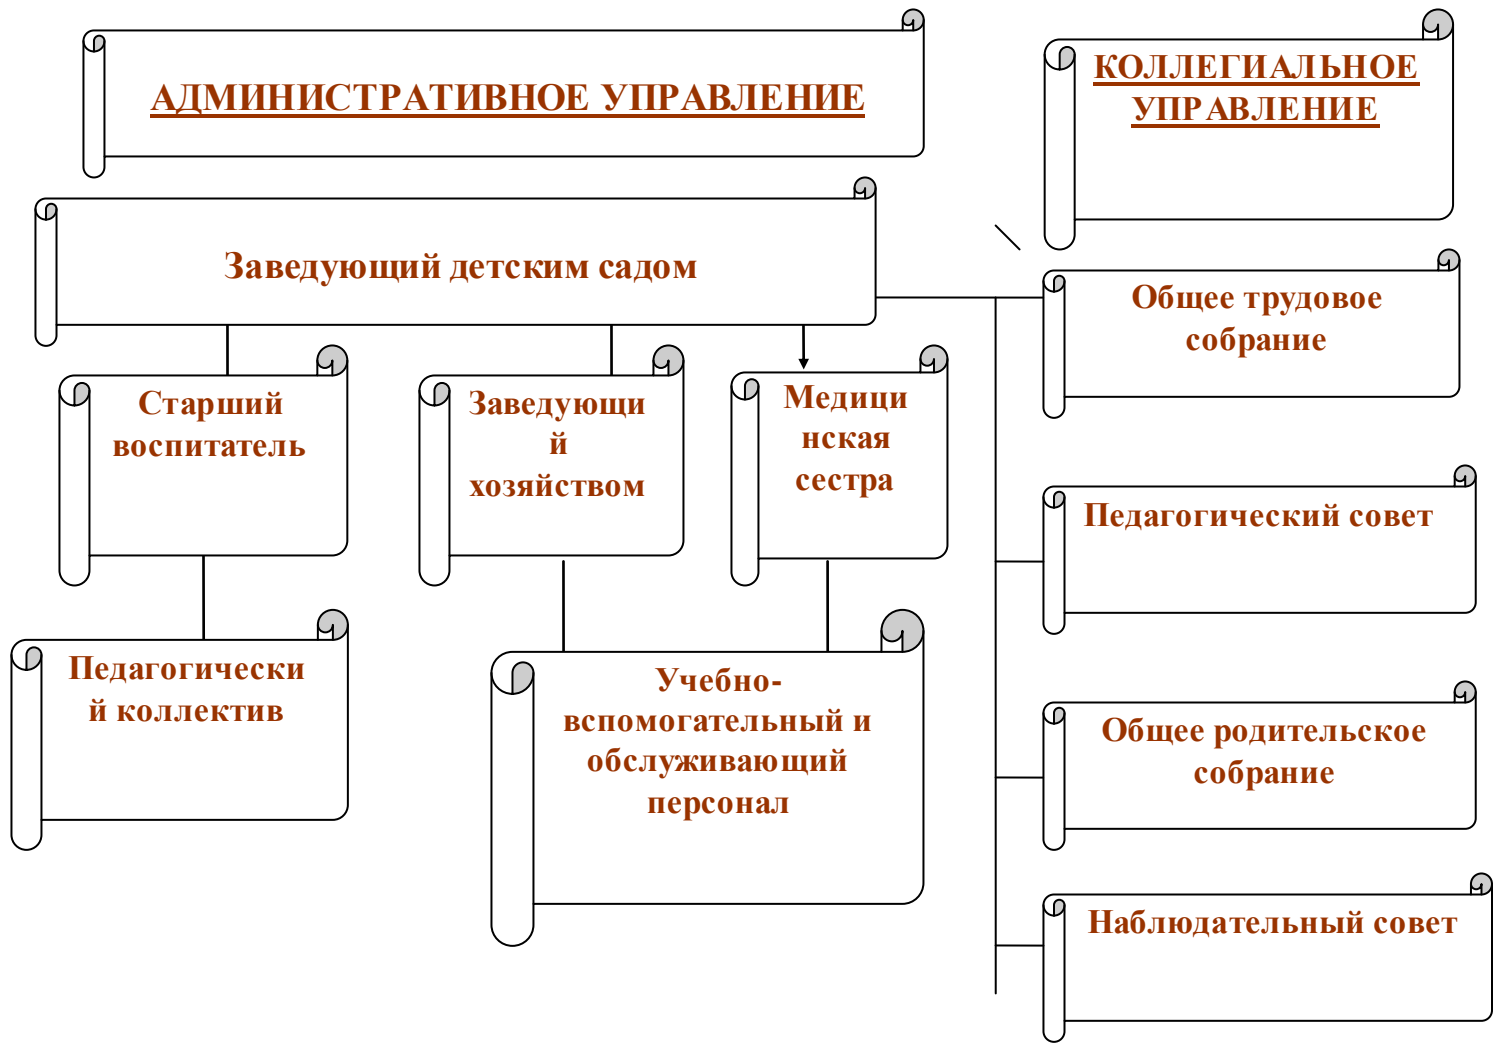 АДМИНИСТРАТИВНОЕ УПРАВЛЕНИЕ
КОЛЛЕГИАЛЬНОЕ
УПРАВЛЕНИЕ
Заведующий детским садом
Общее трудовое
собрание
Старший
воспитатель
Заведующи
й
хозяйством
Медици
нская
сестра
Педагогический совет
Педагогически
й коллектив
Учебно-
вспомогательный и
обслуживающий
персонал
Общее родительское
собрание
Наблюдательный совет